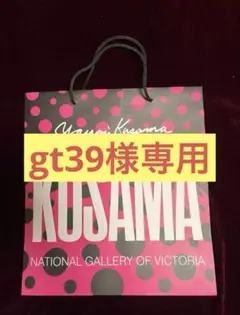 Yayoi Kusama
gt39様専用
KUSAMA
NATIONAL GALLERY OF VICTORIA